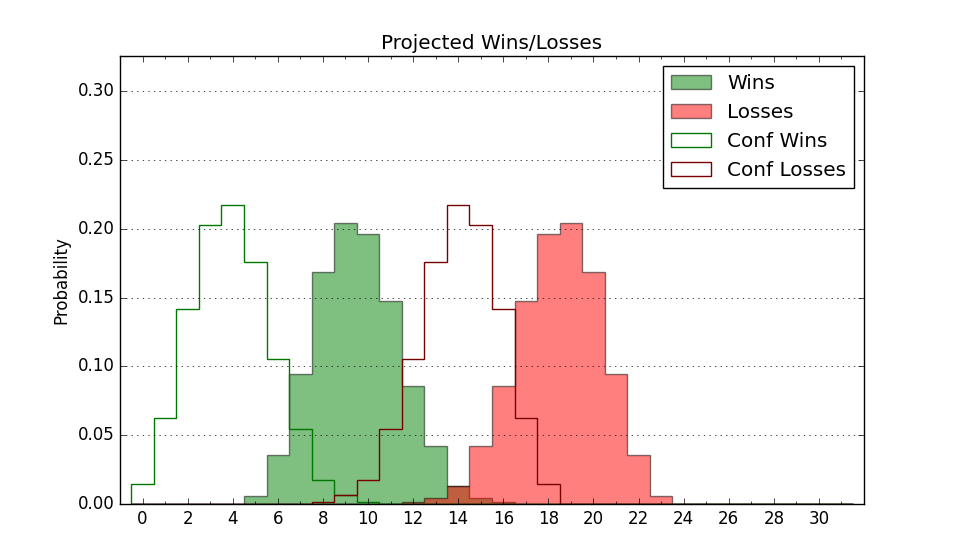 Projected Wins/Losses
0.30
0.25
0.20
0.15
0.10
0.05
0.00
Probability
Wins
Losses
Conf Wins
Conf Losses
0 2 4 6 8 10 12 14 16 18 20 22 24 26 28 30